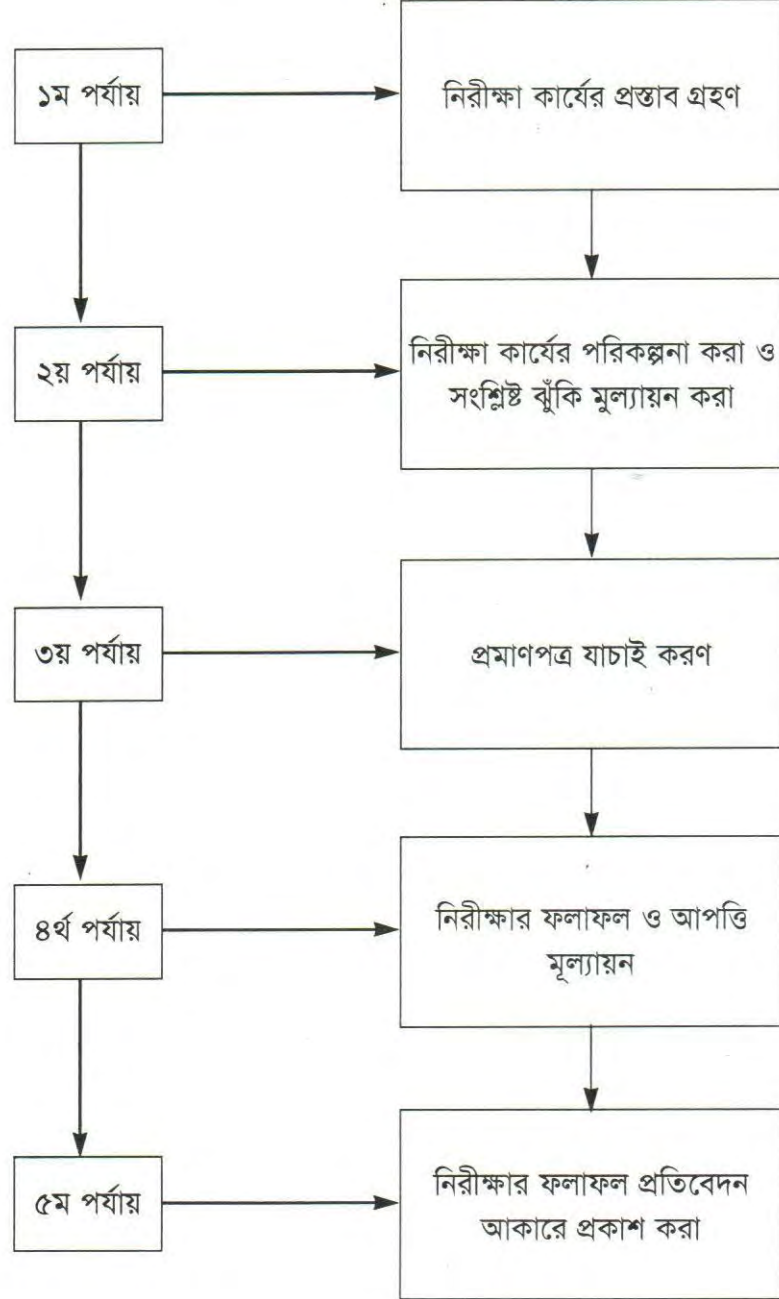 ১ম পর্যায়
নিরীক্ষা কার্যের প্রস্তাব গ্রহণ
২য় পর্যায়
নিরীক্ষা কার্যের পরিকল্পনা করা ও
সংশ্লিষ্ট ঝুঁকি মুল্যায়ন করা
৩য় পর্যায়
প্রমাণপত্র যাচাই করণ
৪র্থ পর্যায়
নিরীক্ষার ফলাফল ও আপত্তি
মূল্যায়ন
৫ম পর্যায়
নিরীক্ষার ফলাফল প্রতিবেদন
আকারে প্রকাশ করা